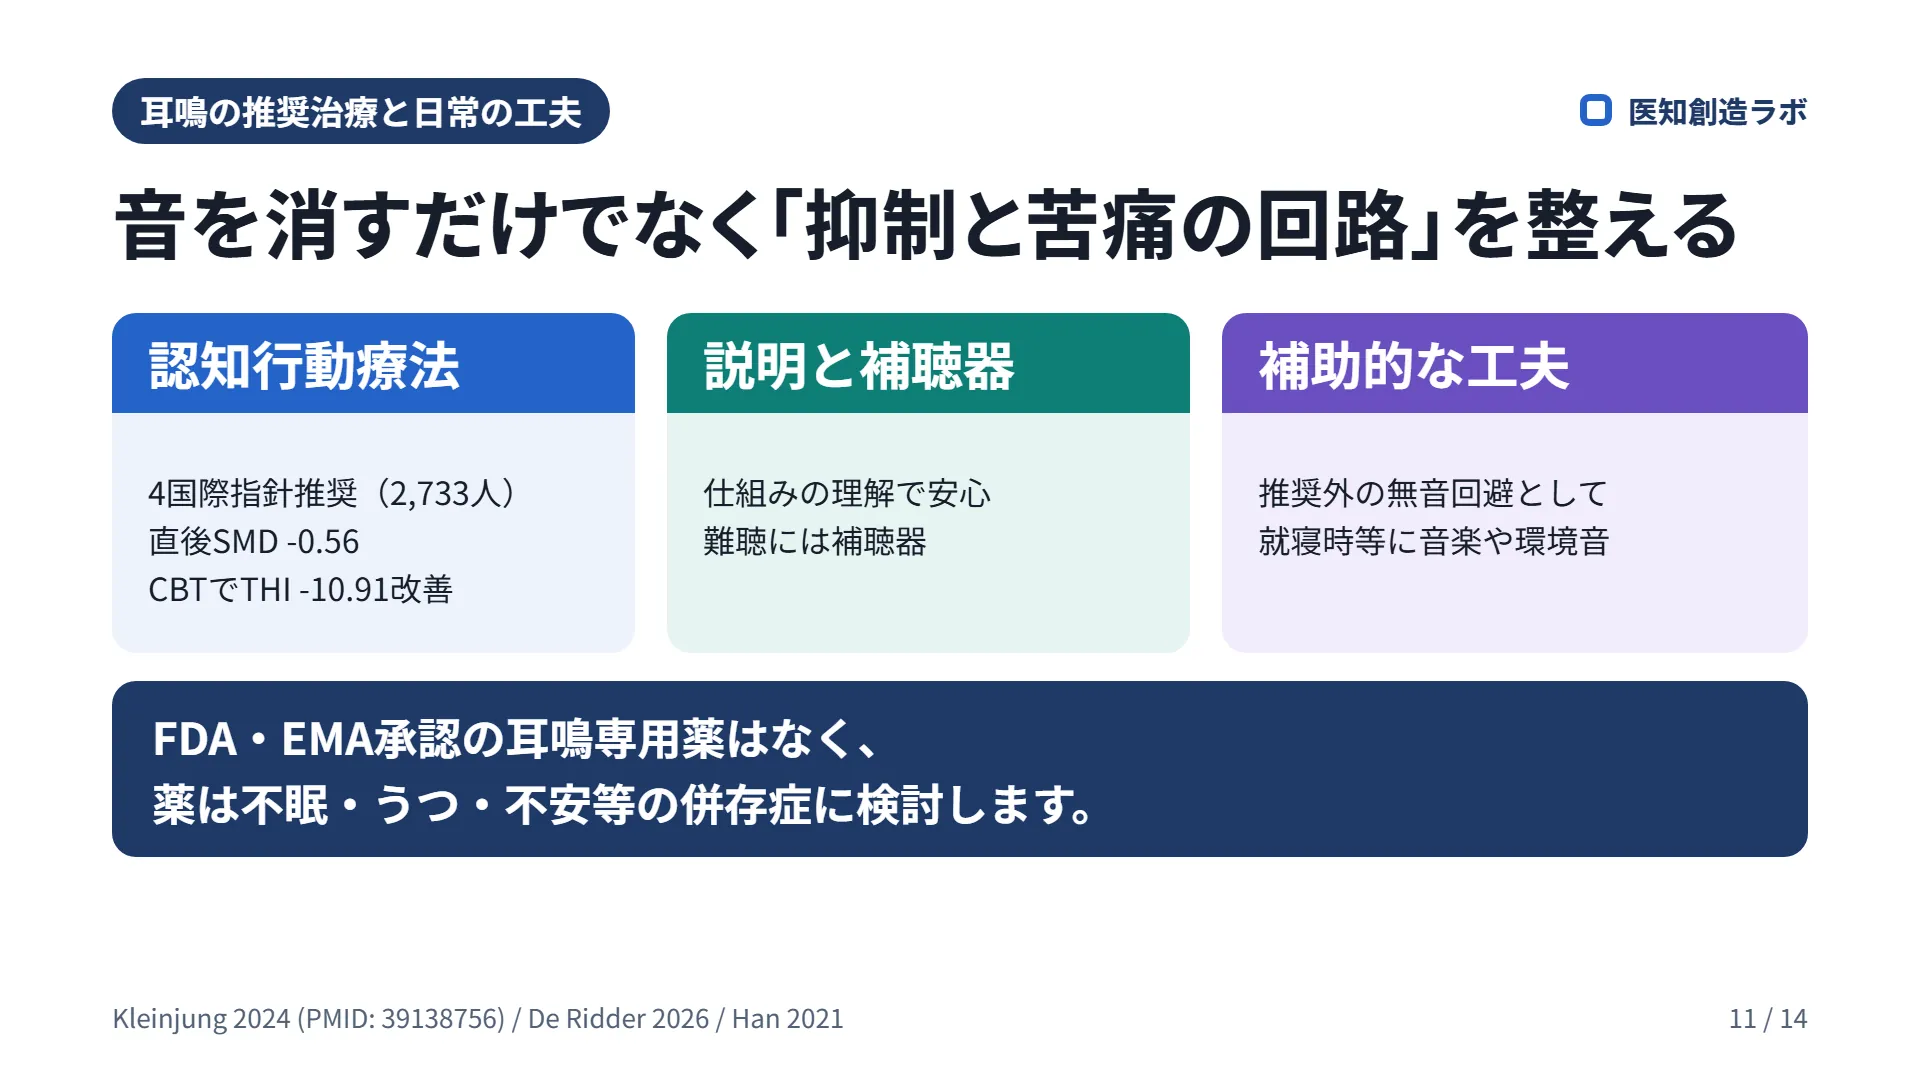 耳鳴の推奨治療と日常の工夫
医知創造ラボ
音を消すだけでなく「抑制と苦痛の回路」を整える
認知行動療法
4国際指針推奨（2,733人）
直後SMD -0.56
CBTでTHI -10.91改善
説明と補聴器
仕組みの理解で安心
難聴には補聴器
補助的な工夫
推奨外の無音回避として
就寝時等に音楽や環境音
FDA・EMA承認の耳鳴専用薬はなく、
薬は不眠・うつ・不安等の併存症に検討します。
Kleinjung 2024 (PMID: 39138756) / De Ridder 2026 / Han 2021
11 / 14